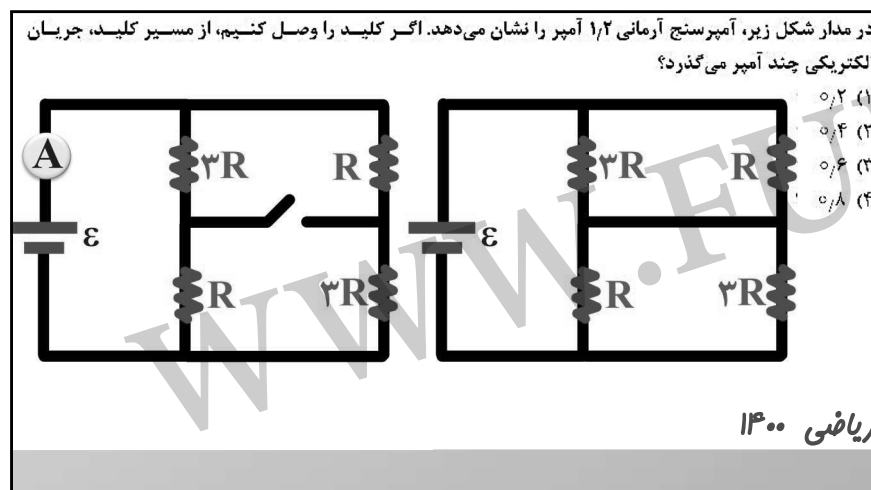 در مدار شکل زیر، آمپرسنج آرمانی ۱٫۲ آمپر را نشان می‌دهد. اگر کلید را وصل کنیم، از مسیر کلید، جریان
الکتریکی چند آمپر می‌گذرد؟
۱) ۰٫۲
۲) ۰٫۴
۳) ۰٫۶
۴) ۰٫۸
A
۳R
R
ε
R
۳R
۳R
R
ε
R
۳R
WWW.FU
ریاضی ۱۴۰۰